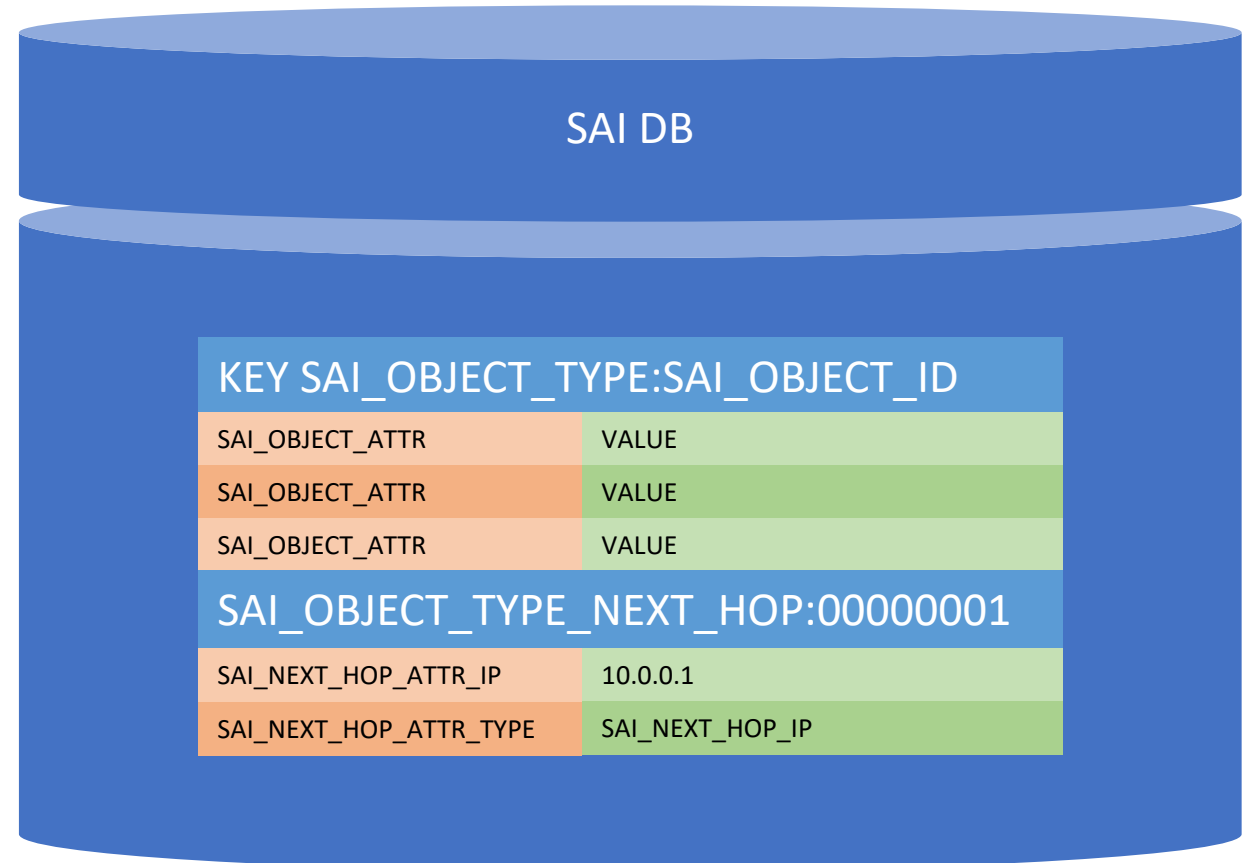 SAI DB
KEY SAI_OBJECT_TYPE:SAI_OBJECT_ID
SAI_OBJECT_ATTR VALUE
SAI_OBJECT_ATTR VALUE
SAI_OBJECT_ATTR VALUE
SAI_OBJECT_TYPE_NEXT_HOP:00000001
SAI_NEXT_HOP_ATTR_IP 10.0.0.1
SAI_NEXT_HOP_ATTR_TYPE SAI_NEXT_HOP_IP